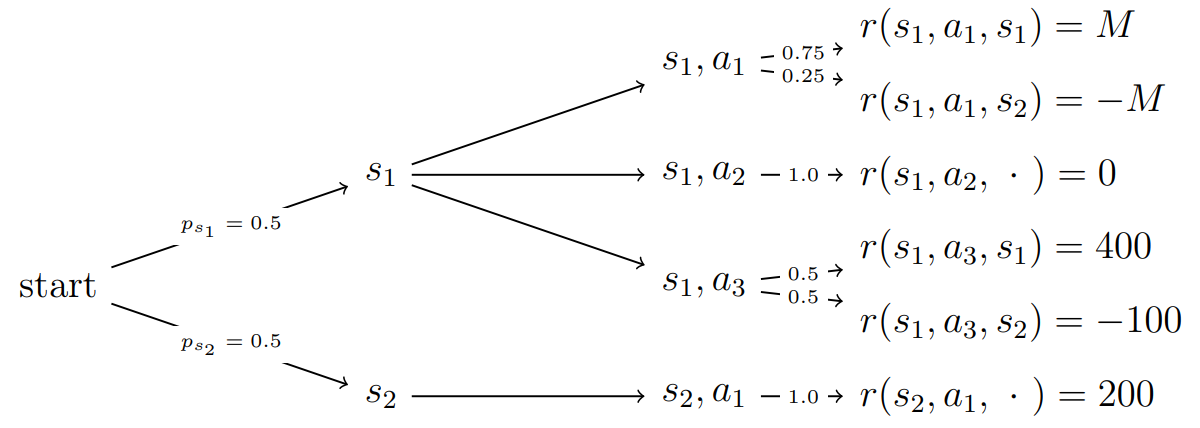 r(s₁, a₁, s₁) = M
s₁, a₁
0.75
0.25
r(s₁, a₁, s₂) = −M
s₁
s₁, a₂
1.0
r(s₁, a₂, · ) = 0
pₛ₁ = 0.5
r(s₁, a₃, s₁) = 400
start
s₁, a₃
0.5
0.5
r(s₁, a₃, s₂) = −100
pₛ₂ = 0.5
s₂
s₂, a₁
1.0
r(s₂, a₁, · ) = 200